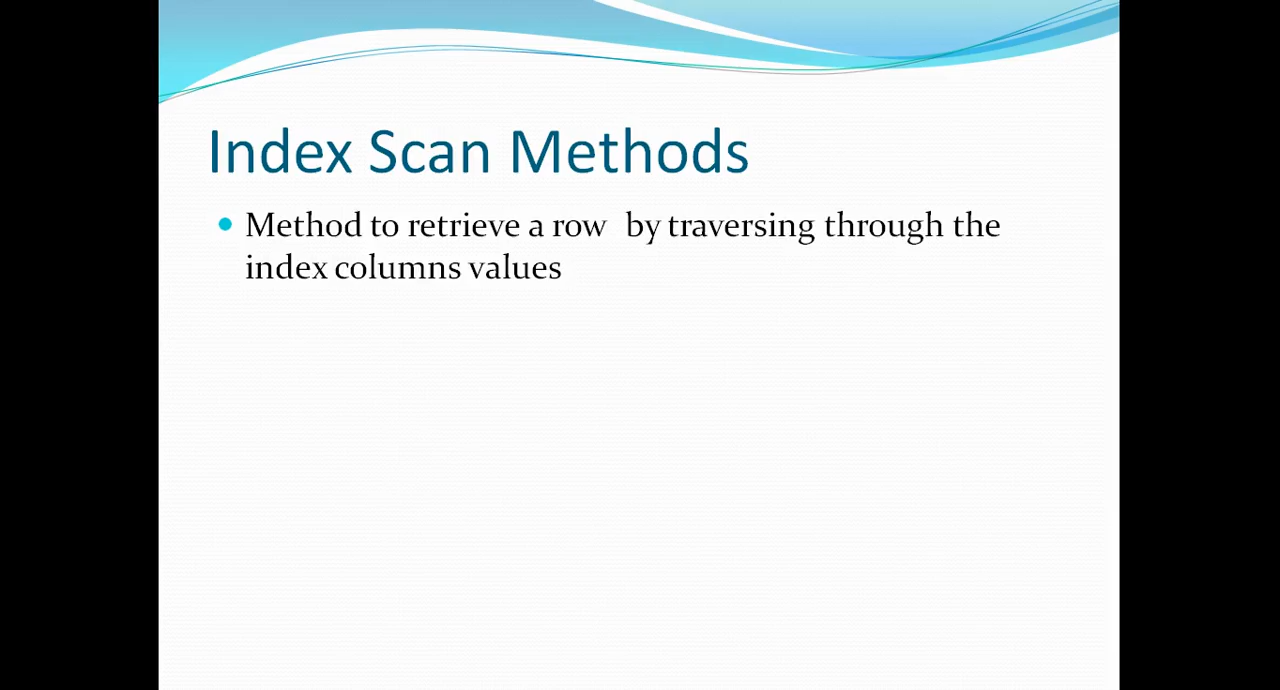 Index Scan Methods
Method to retrieve a row  by traversing through the
index columns values